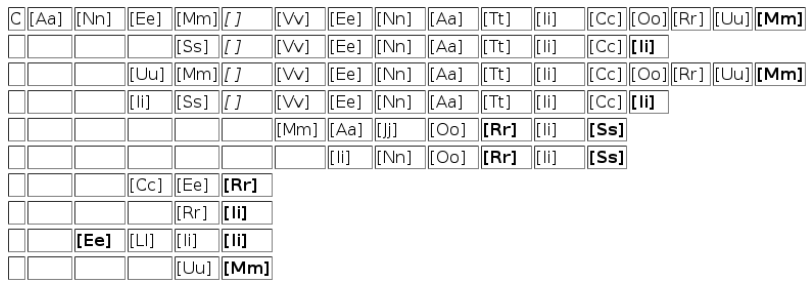 C [Aa] [Nn] [Ee] [Mm] [ ] [Vv] [Ee] [Nn] [Aa] [Tt] [Ii] [Cc] [Oo] [Rr] [Uu] [Mm]
[Ss] [ ] [Vv] [Ee] [Nn] [Aa] [Tt] [Ii] [Cc] [Ii]
[Uu] [Mm] [ ] [Vv] [Ee] [Nn] [Aa] [Tt] [Ii] [Cc] [Oo] [Rr] [Uu] [Mm]
[Ii] [Ss] [ ] [Vv] [Ee] [Nn] [Aa] [Tt] [Ii] [Cc] [Ii]
[Mm] [Aa] [Jj] [Oo] [Rr] [Ii] [Ss]
[Ii] [Nn] [Oo] [Rr] [Ii] [Ss]
[Cc] [Ee] [Rr]
[Rr] [Ii]
[Ee] [Ll] [Ii] [Ii]
[Uu] [Mm]